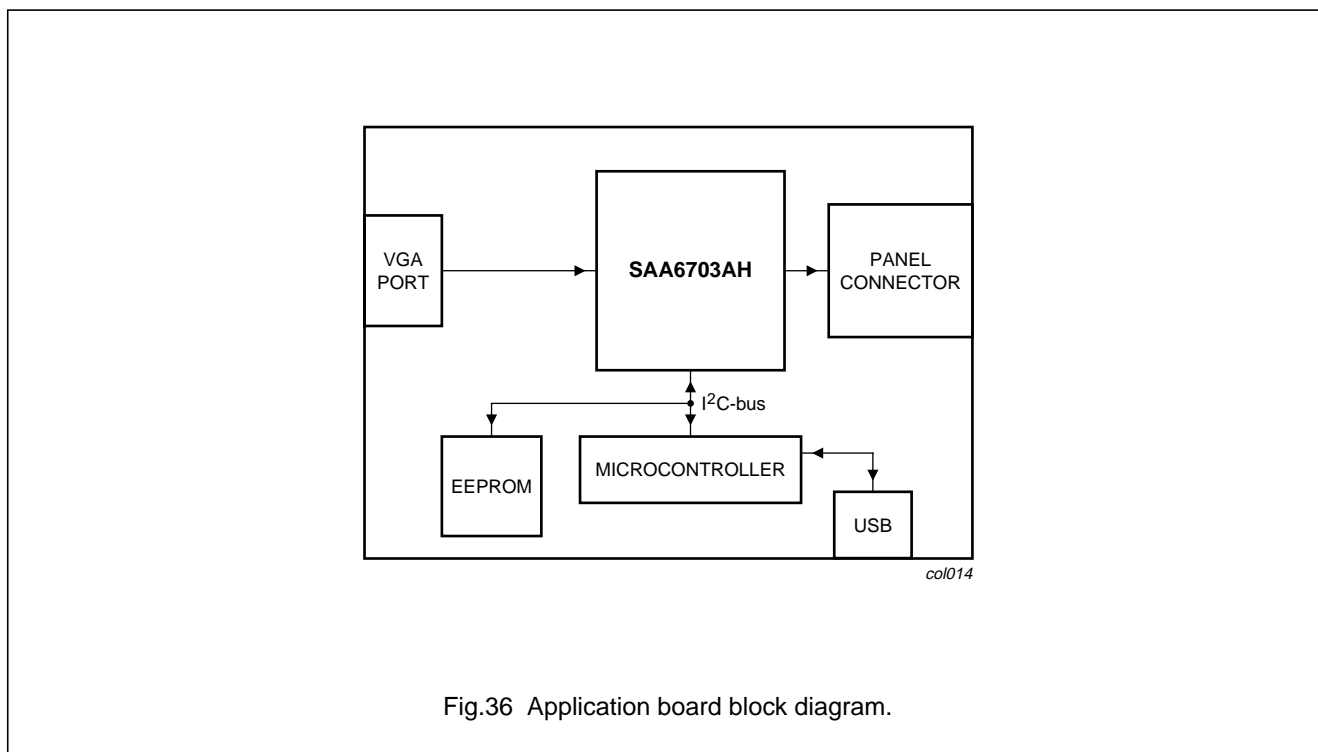 VGA
PORT
SAA6703AH
PANEL
CONNECTOR
I²C-bus
EEPROM
MICROCONTROLLER
USB
col014
Fig.36 Application board block diagram.